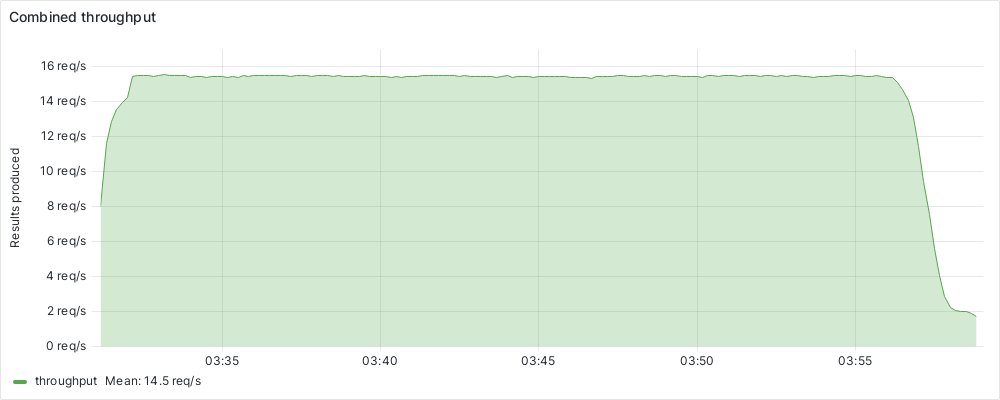 Combined throughput
Results produced
16 req/s
14 req/s
12 req/s
10 req/s
8 req/s
6 req/s
4 req/s
2 req/s
0 req/s
03:35 03:40 03:45 03:50 03:55
throughput Mean: 14.5 req/s